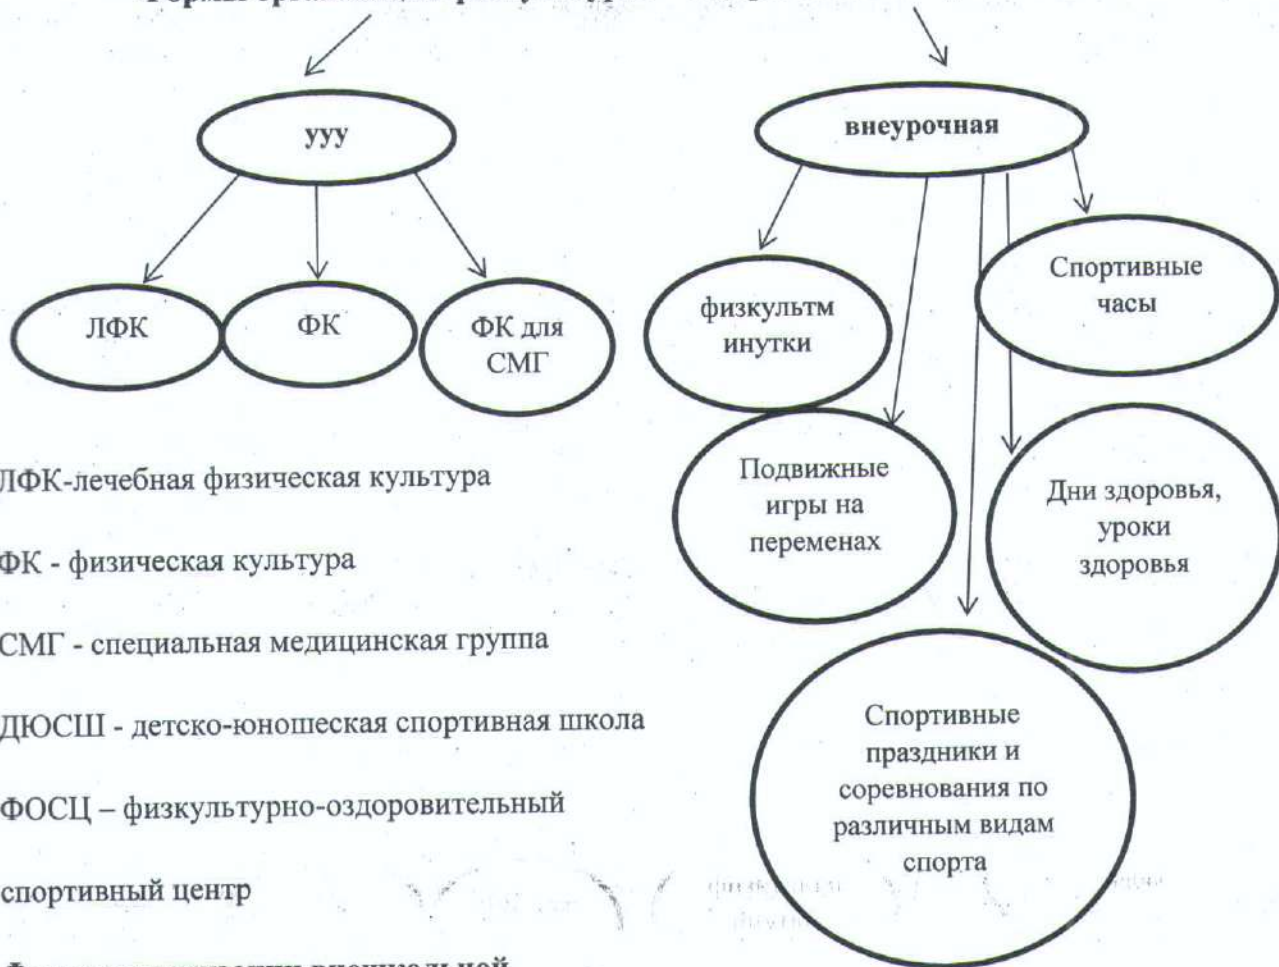 ууу
внеурочная
ЛФК
ФК
ФК для
СМГ
физкультм
инутки
Спортивные
часы
Подвижные
игры на
переменах
Дни здоровья,
уроки
здоровья
Спортивные
праздники и
соревнования по
различным видам
спорта
ЛФК-лечебная физическая культура
ФК - физическая культура
СМГ - специальная медицинская группа
ДЮСШ - детско-юношеская спортивная школа
ФОСЦ – физкультурно-оздоровительный
спортивный центр